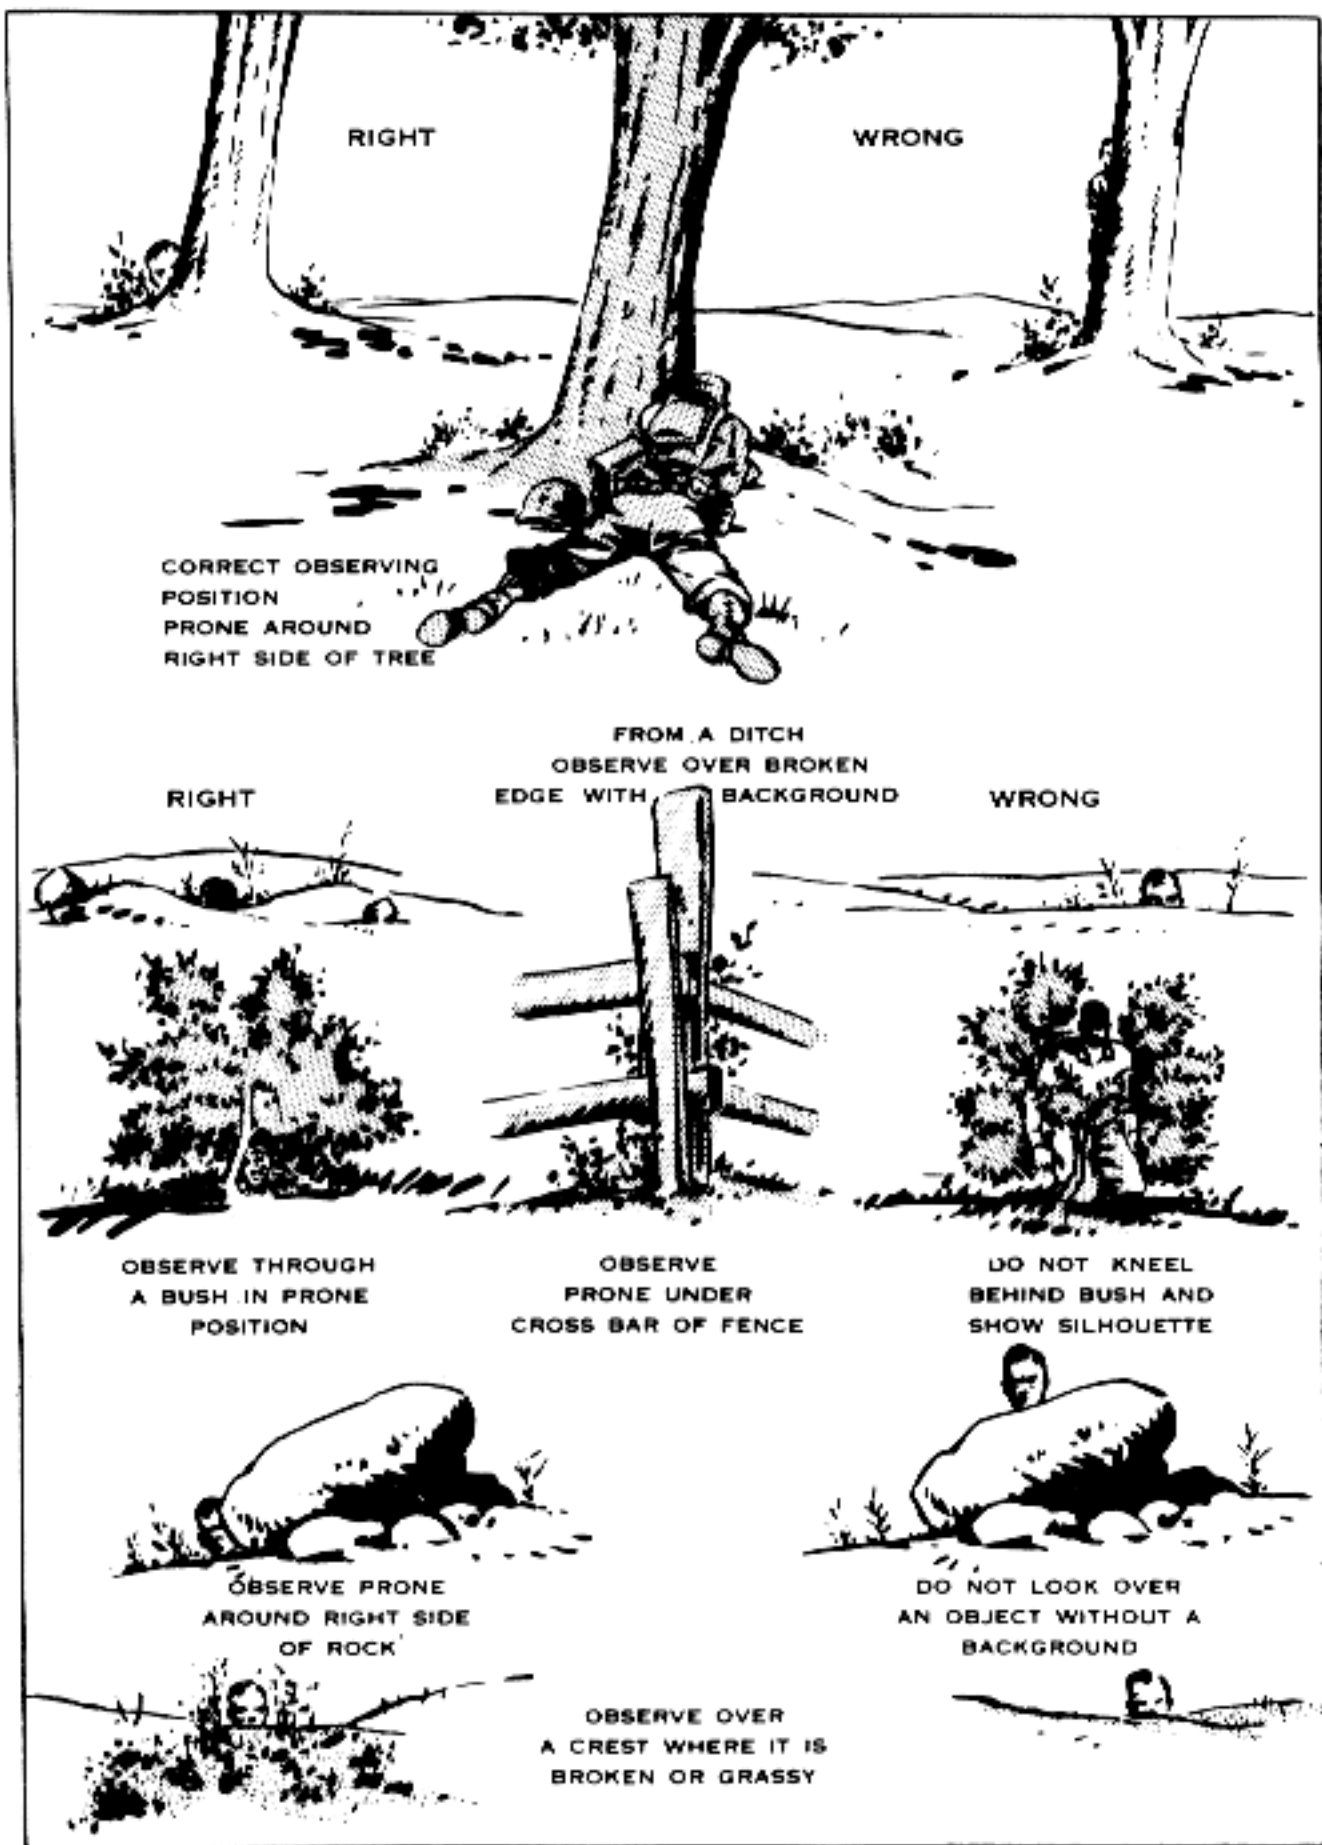 RIGHT
WRONG
CORRECT OBSERVING
POSITION
PRONE AROUND
RIGHT SIDE OF TREE
FROM A DITCH
OBSERVE OVER BROKEN
EDGE WITH BACKGROUND
RIGHT
WRONG
OBSERVE THROUGH
A BUSH IN PRONE
POSITION
OBSERVE
PRONE UNDER
CROSS BAR OF FENCE
DO NOT KNEEL
BEHIND BUSH AND
SHOW SILHOUETTE
OBSERVE PRONE
AROUND RIGHT SIDE
OF ROCK
DO NOT LOOK OVER
AN OBJECT WITHOUT A
BACKGROUND
OBSERVE OVER
A CREST WHERE IT IS
BROKEN OR GRASSY